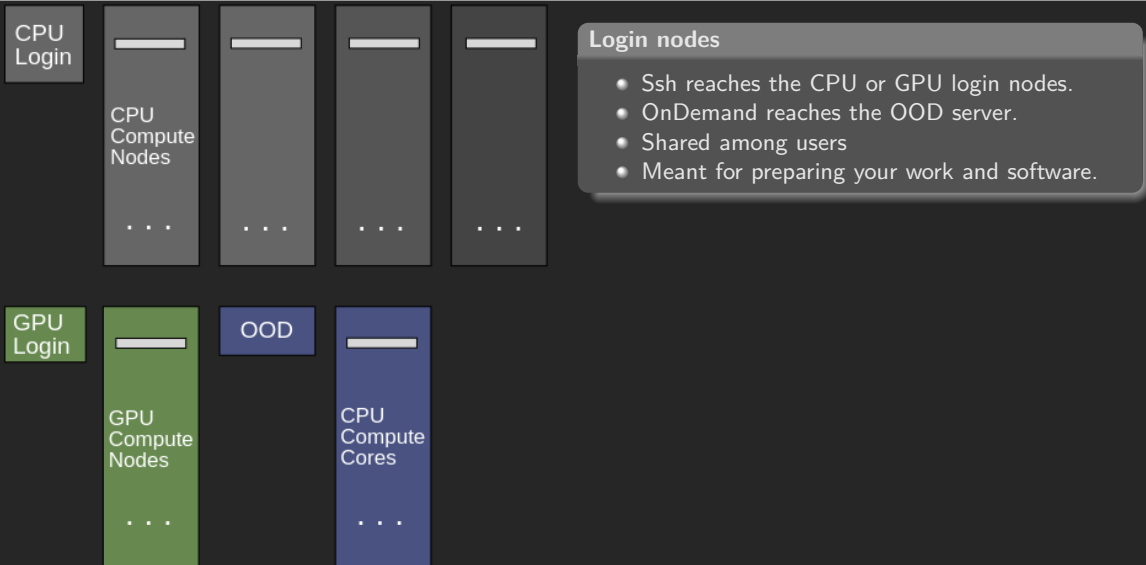 CPU
Login
CPU
Compute
Nodes
. . .
. . .
. . .
. . .
Login nodes
Ssh reaches the CPU or GPU login nodes.
OnDemand reaches the OOD server.
Shared among users
Meant for preparing your work and software.
GPU
Login
GPU
Compute
Nodes
. . .
OOD
CPU
Compute
Cores
. . .